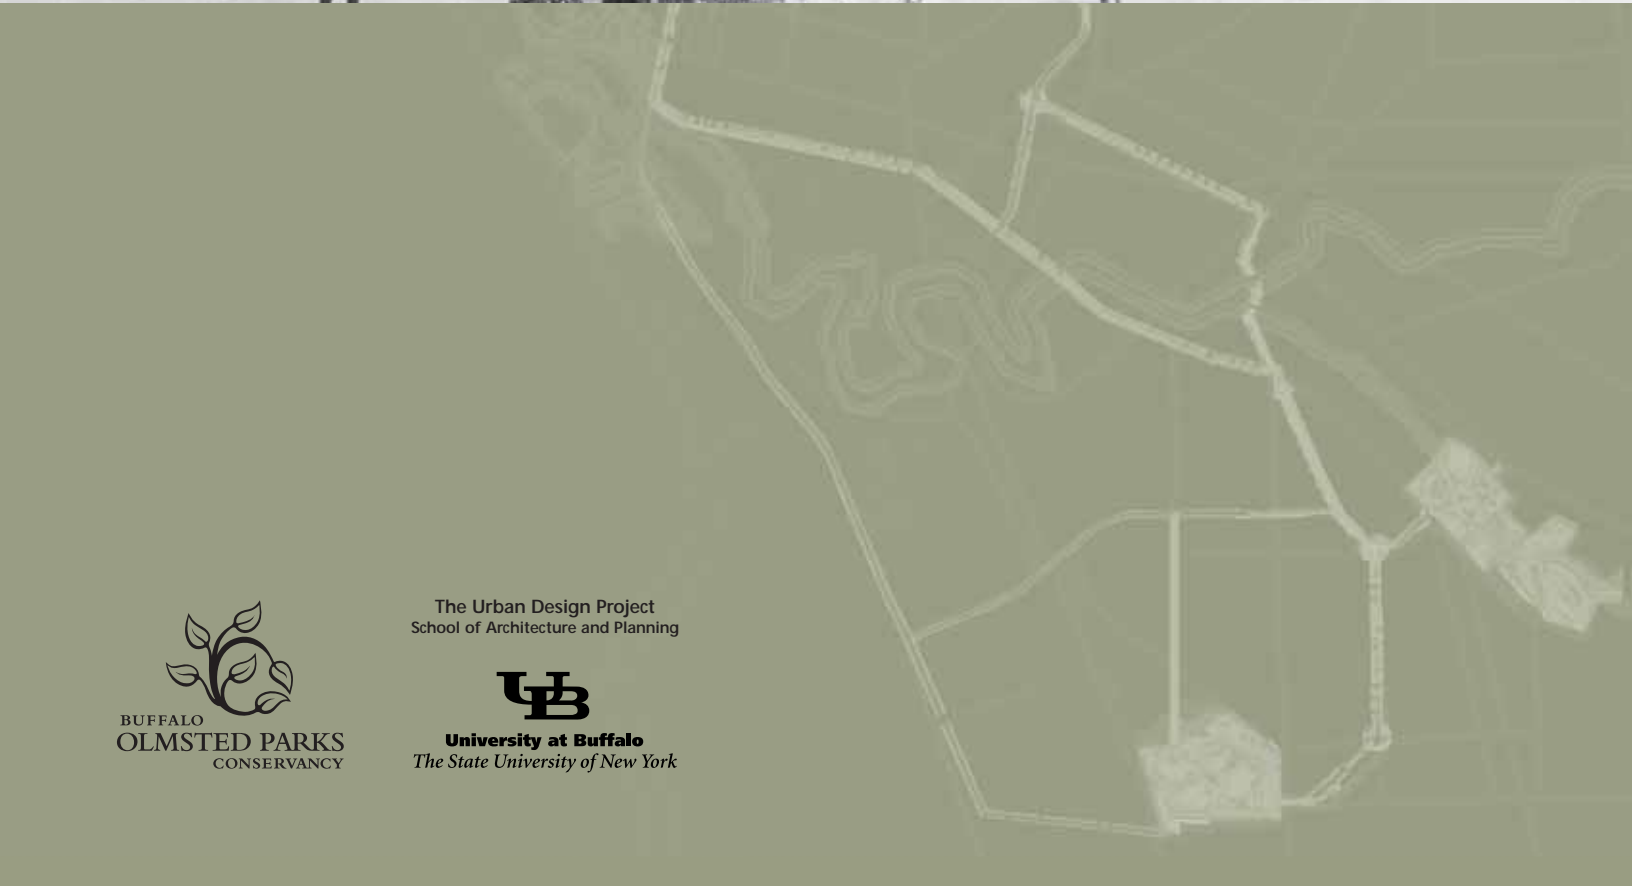 The Urban Design Project
School of Architecture and Planning
BUFFALO
OLMSTED PARKS
CONSERVANCY
UB
University at Buffalo
The State University of New York